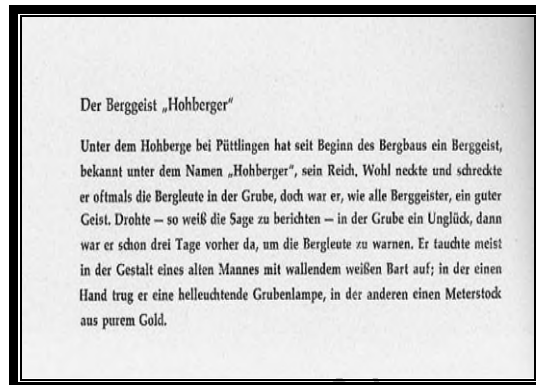 Der Berggeist „Hohberger“
Unter dem Hohberge bei Püttlingen hat seit Beginn des Bergbaus ein Berggeist,
bekannt unter dem Namen „Hohberger“, sein Reich. Wohl neckte und schreckte
er oftmals die Bergleute in der Grube, doch war er, wie alle Berggeister, ein guter
Geist. Drohte — so weiß die Sage zu berichten — in der Grube ein Unglück, dann
war er schon drei Tage vorher da, um die Bergleute zu warnen. Er tauchte meist
in der Gestalt eines alten Mannes mit wallendem weißen Bart auf; in der einen
Hand trug er eine helleuchtende Grubenlampe, in der anderen einen Meterstock
aus purem Gold.